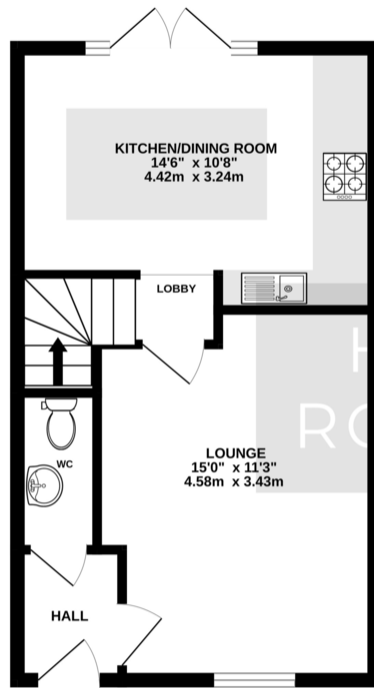 KITCHEN/DINING ROOM
14'6" x 10'8"
4.42m x 3.24m
LOBBY
H
RO
LOUNGE
15'0" x 11'3"
4.58m x 3.43m
WC
HALL